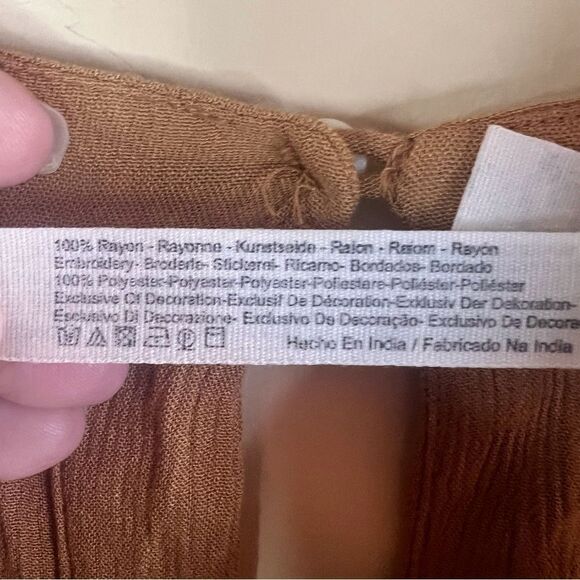 100% Rayon - Rayonne - Kunstseide - Raion - Raiom - Rayon
Embroidery- Broderie- Stickerei- Ricamo- Bordados- Bordado
100% Polyester-Polyester-Polyester-Poliestere-Poliéster-Poliéster
Exclusive Of Decoration-Exclusif De Décoration-Exklusiv Der Dekoration-
Esclusivo Di Decorazione- Exclusivo De Decoração- Exclusivo De Decora
Hecho En India / Fabricado Na India